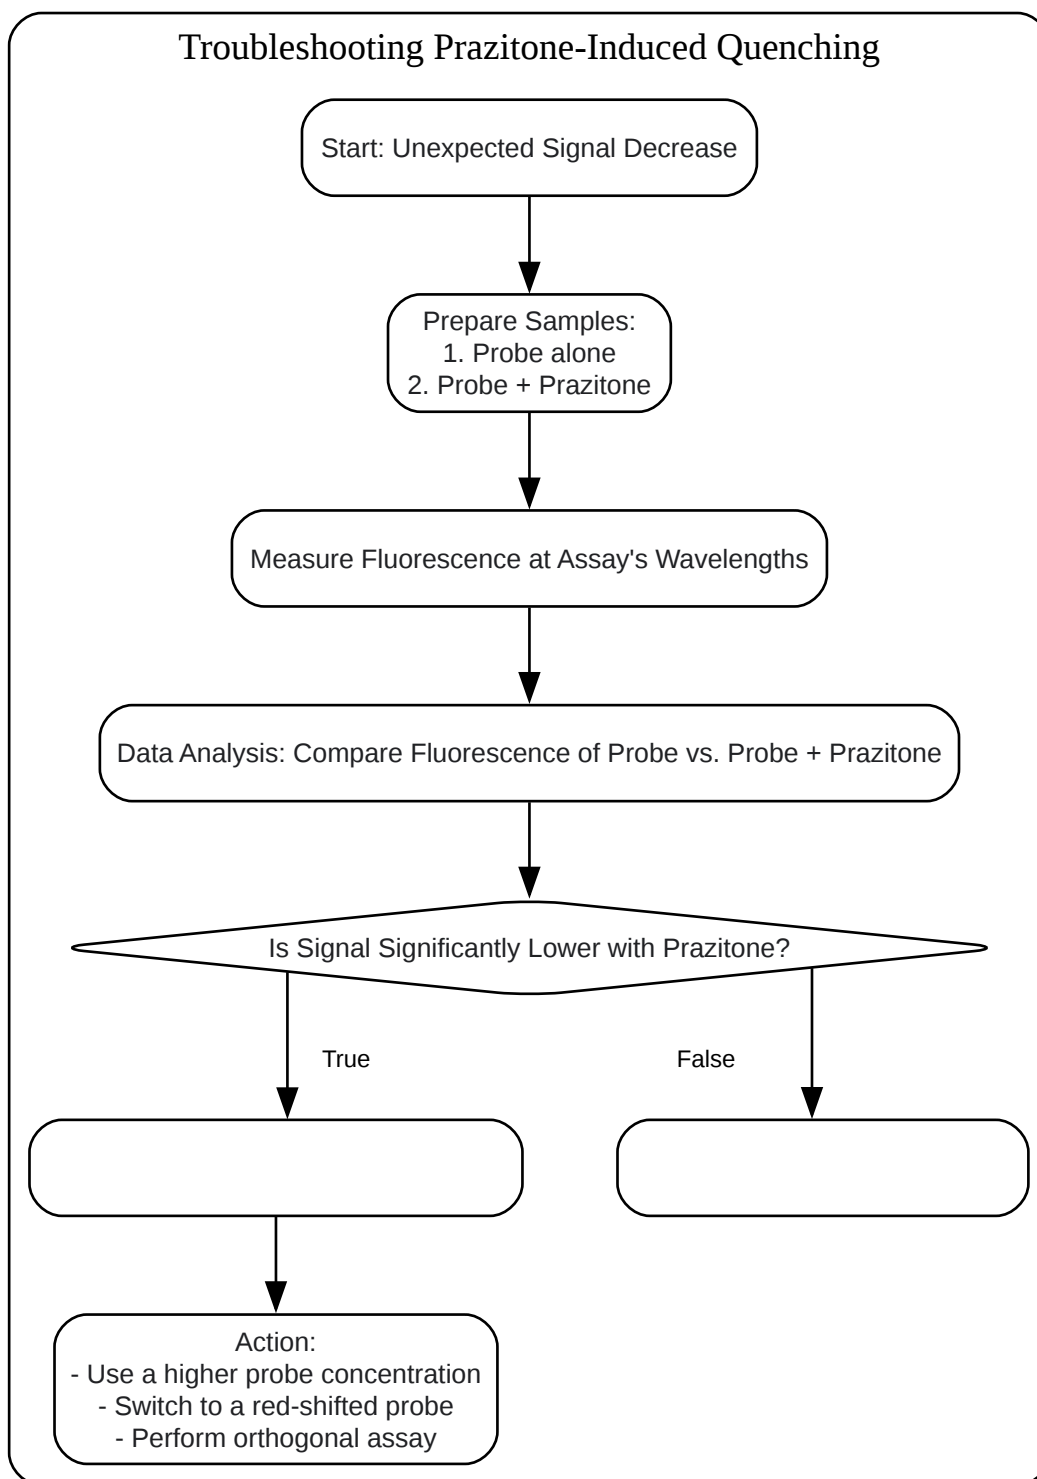 Troubleshooting Prazitone-Induced Quenching
Start: Unexpected Signal Decrease
Prepare Samples:
1. Probe alone
2. Probe + Prazitone
Measure Fluorescence at Assay's Wavelengths
Data Analysis: Compare Fluorescence of Probe vs. Probe + Prazitone
Is Signal Significantly Lower with Prazitone?
True
False
Action:
- Use a higher probe concentration
- Switch to a red-shifted probe
- Perform orthogonal assay